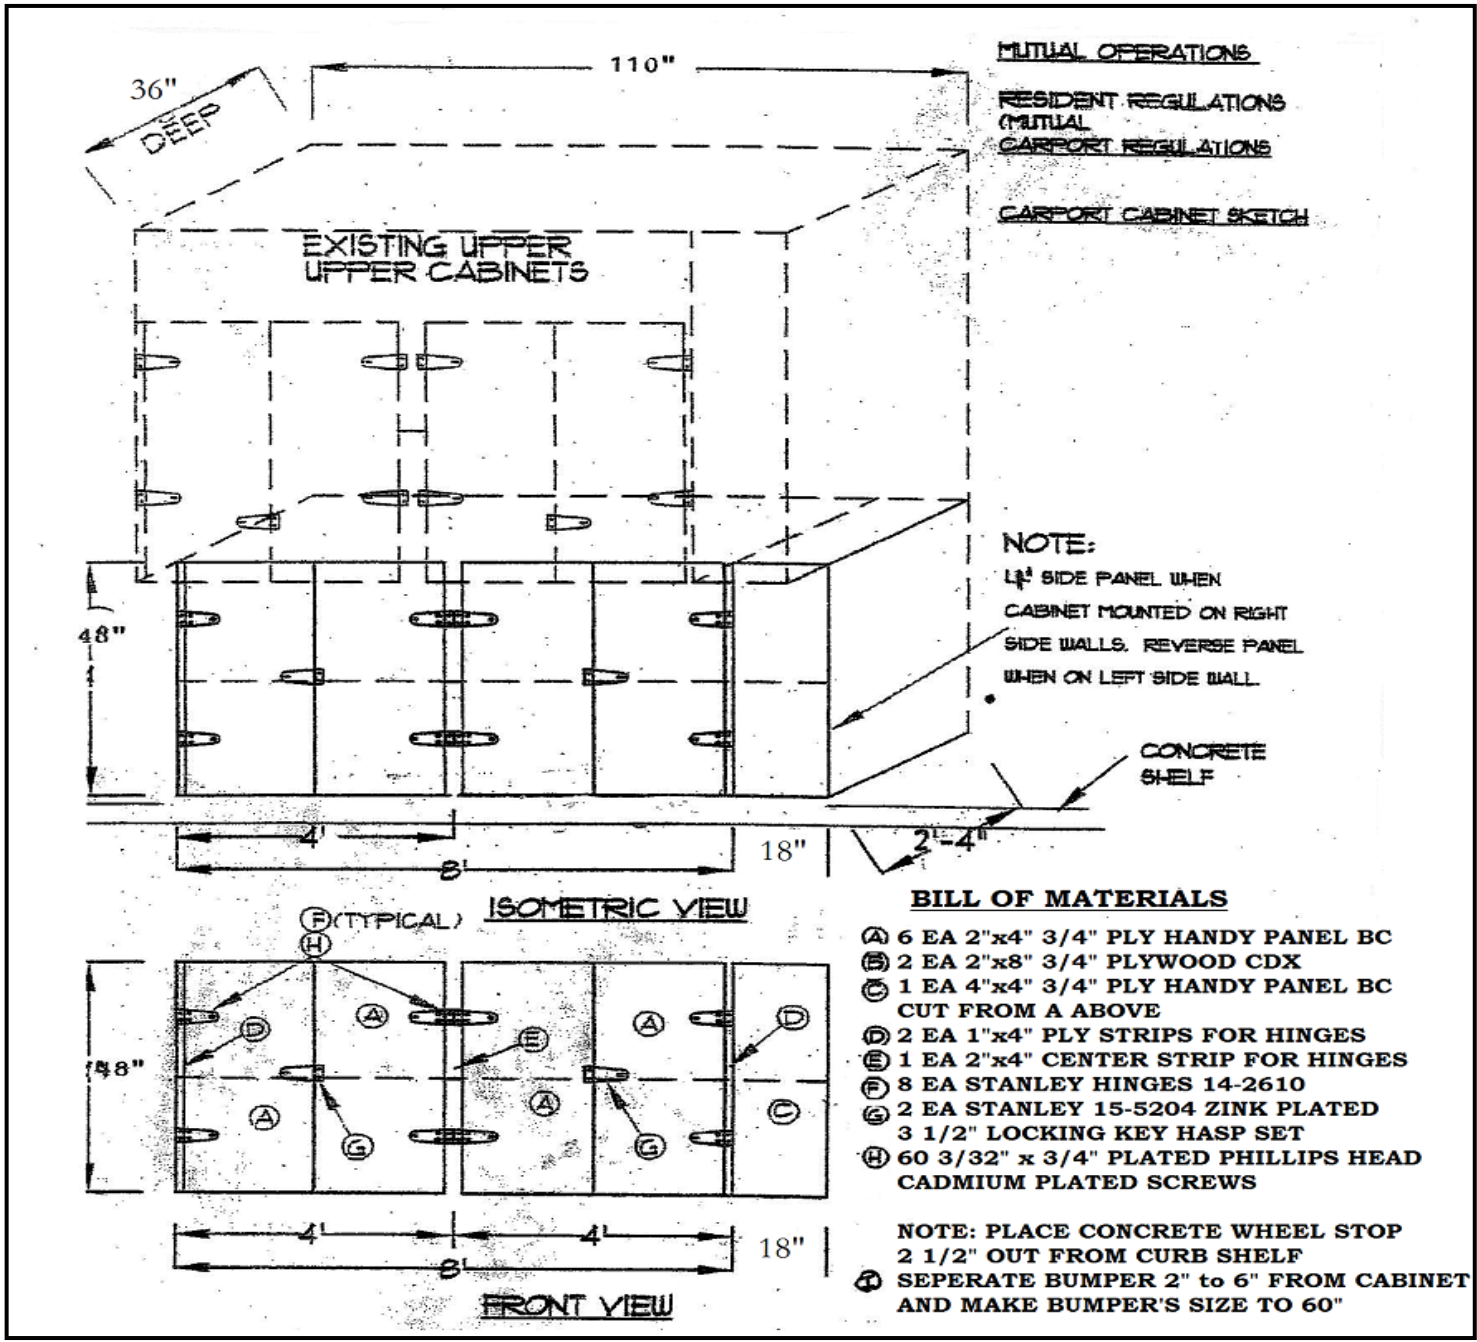 36"
DEEP
110"
MUTUAL OPERATIONS
RESIDENT REGULATIONS
(MUTUAL
CARPORT REGULATIONS
CARPORT CABINET SKETCH
EXISTING UPPER
UPPER CABINETS
NOTE:
SIDE PANEL WHEN
CABINET MOUNTED ON RIGHT
SIDE WALLS. REVERSE PANEL
WHEN ON LEFT SIDE WALL.
48"
CONCRETE
SHELF
4'
2'-4"
18"
8'
ISOMETRIC VIEW
F (TYPICAL)
H
A
A
D
D
E
48"
A
A
C
G
G
4'
4'
18"
8'
FRONT VIEW
BILL OF MATERIALS
A 6 EA 2"x4" 3/4" PLY HANDY PANEL BC
B 2 EA 2"x8" 3/4" PLYWOOD CDX
C 1 EA 4"x4" 3/4" PLY HANDY PANEL BC
CUT FROM A ABOVE
D 2 EA 1"x4" PLY STRIPS FOR HINGES
E 1 EA 2"x4" CENTER STRIP FOR HINGES
F 8 EA STANLEY HINGES 14-2610
G 2 EA STANLEY 15-5204 ZINK PLATED
3 1/2" LOCKING KEY HASP SET
H 60 3/32" x 3/4" PLATED PHILLIPS HEAD
CADMIUM PLATED SCREWS
NOTE: PLACE CONCRETE WHEEL STOP
2 1/2" OUT FROM CURB SHELF
I SEPERATE BUMPER 2" to 6" FROM CABINET
AND MAKE BUMPER'S SIZE TO 60"